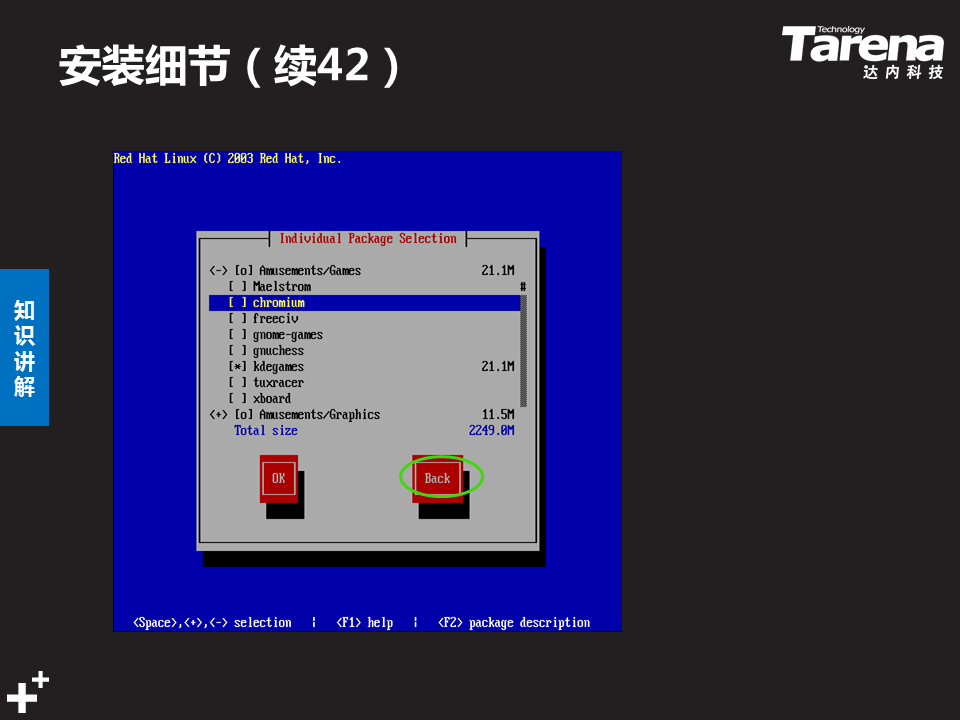 安装细节（续42）
Technology
Tarena
达内科技
知识讲解
Red Hat Linux (C) 2003 Red Hat, Inc.
Individual Package Selection
<-> [o] Amusements/Games 21.1M
[ ] Maelstrom #
[ ] chromium
[ ] freeciv
[ ] gnome-games
[ ] gnuchess
[*] kdegames 21.1M
[ ] tuxracer
[ ] xboard
<+> [o] Amusements/Graphics 11.5M
Total size 2249.0M
OK Back
<Space>,<+>,<-> selection | <F1> help | <F2> package description